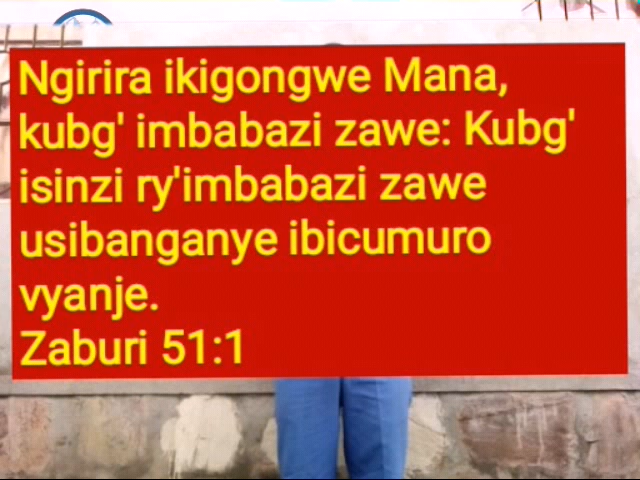 Ngirira ikigongwe Mana,
kubg' imbabazi zawe: Kubg'
isinzi ry'imbabazi zawe
usibanganye ibicumuro
vyanje.
Zaburi 51:1